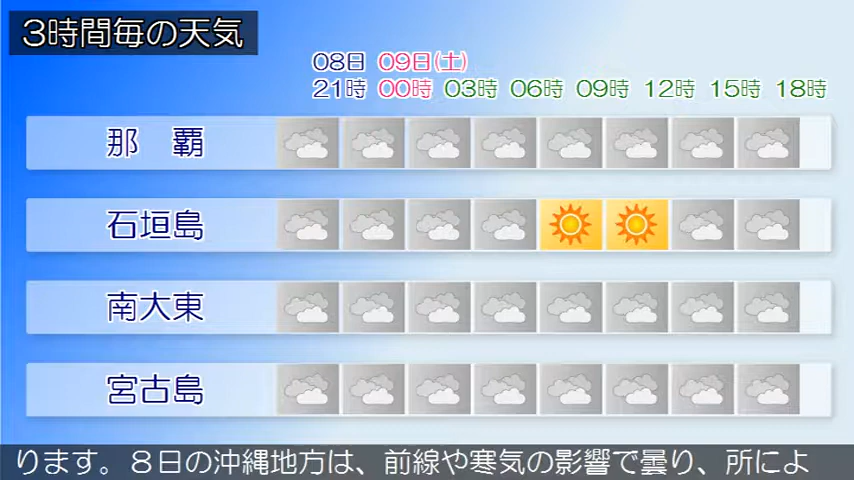 3時間毎の天気
08日 09日(土)
21時 00時 03時 06時 09時 12時 15時 18時
那 覇
石垣島
南大東
宮古島
ります。８日の沖縄地方は、前線や寒気の影響で曇り、所によ